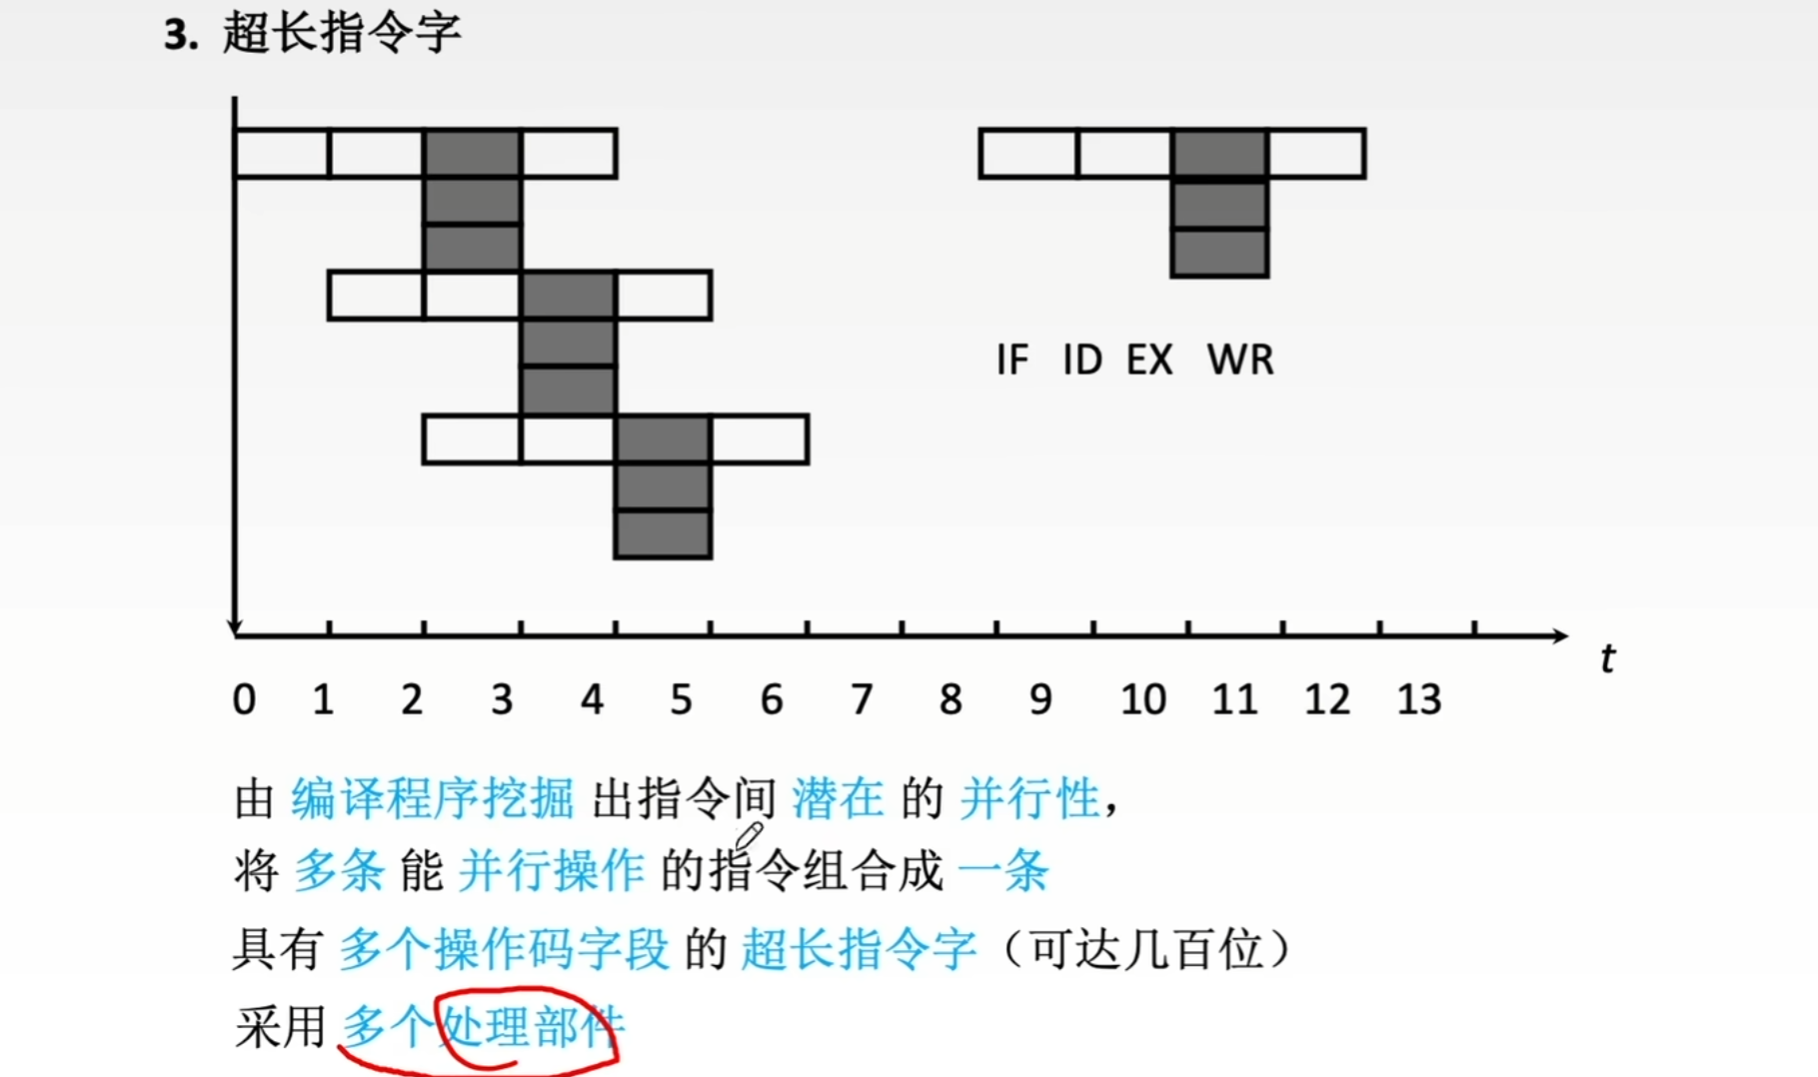 3. 超长指令字
IF ID EX WR
t
0 1 2 3 4 5 6 7 8 9 10 11 12 13
由 编译程序挖掘 出指令间 潜在 的 并行性，
将 多条 能 并行操作 的指令组合成 一条
具有 多个操作码字段 的 超长指令字（可达几百位）
采用 多个处理部件